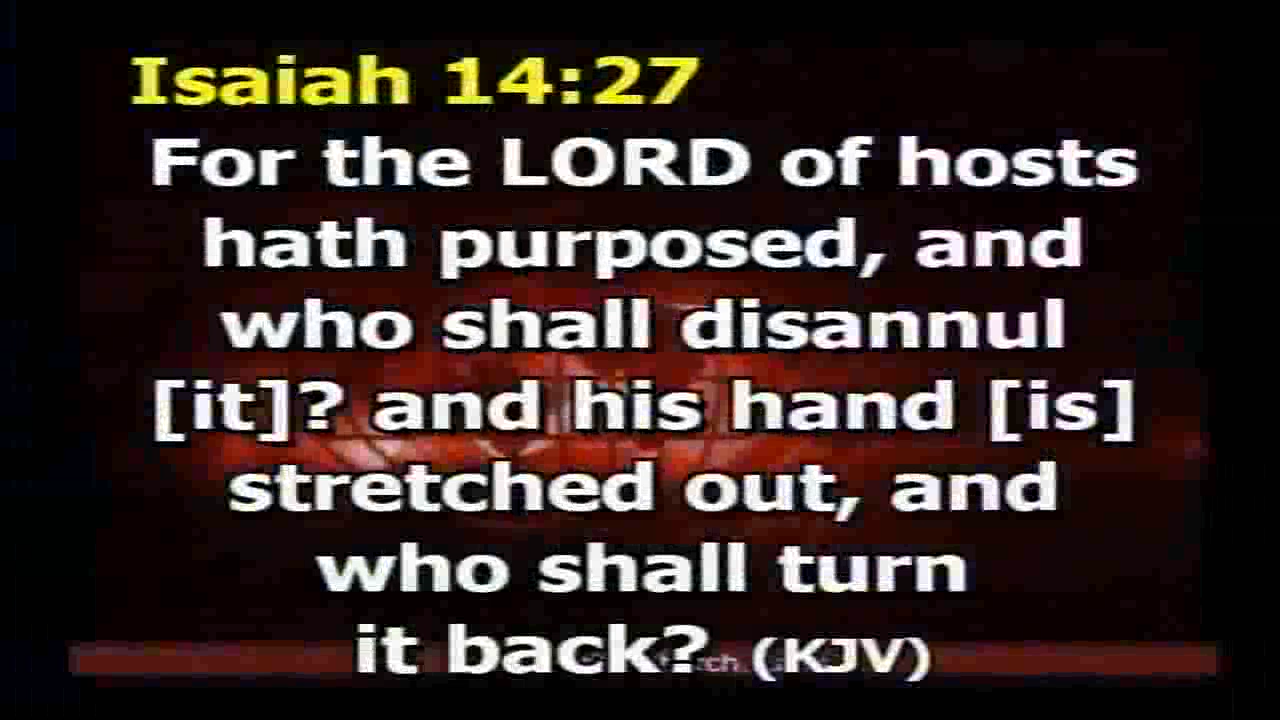 Isaiah 14:27
For the LORD of hosts
hath purposed, and
who shall disannul
[it]? and his hand [is]
stretched out, and
who shall turn
it back? (KJV)